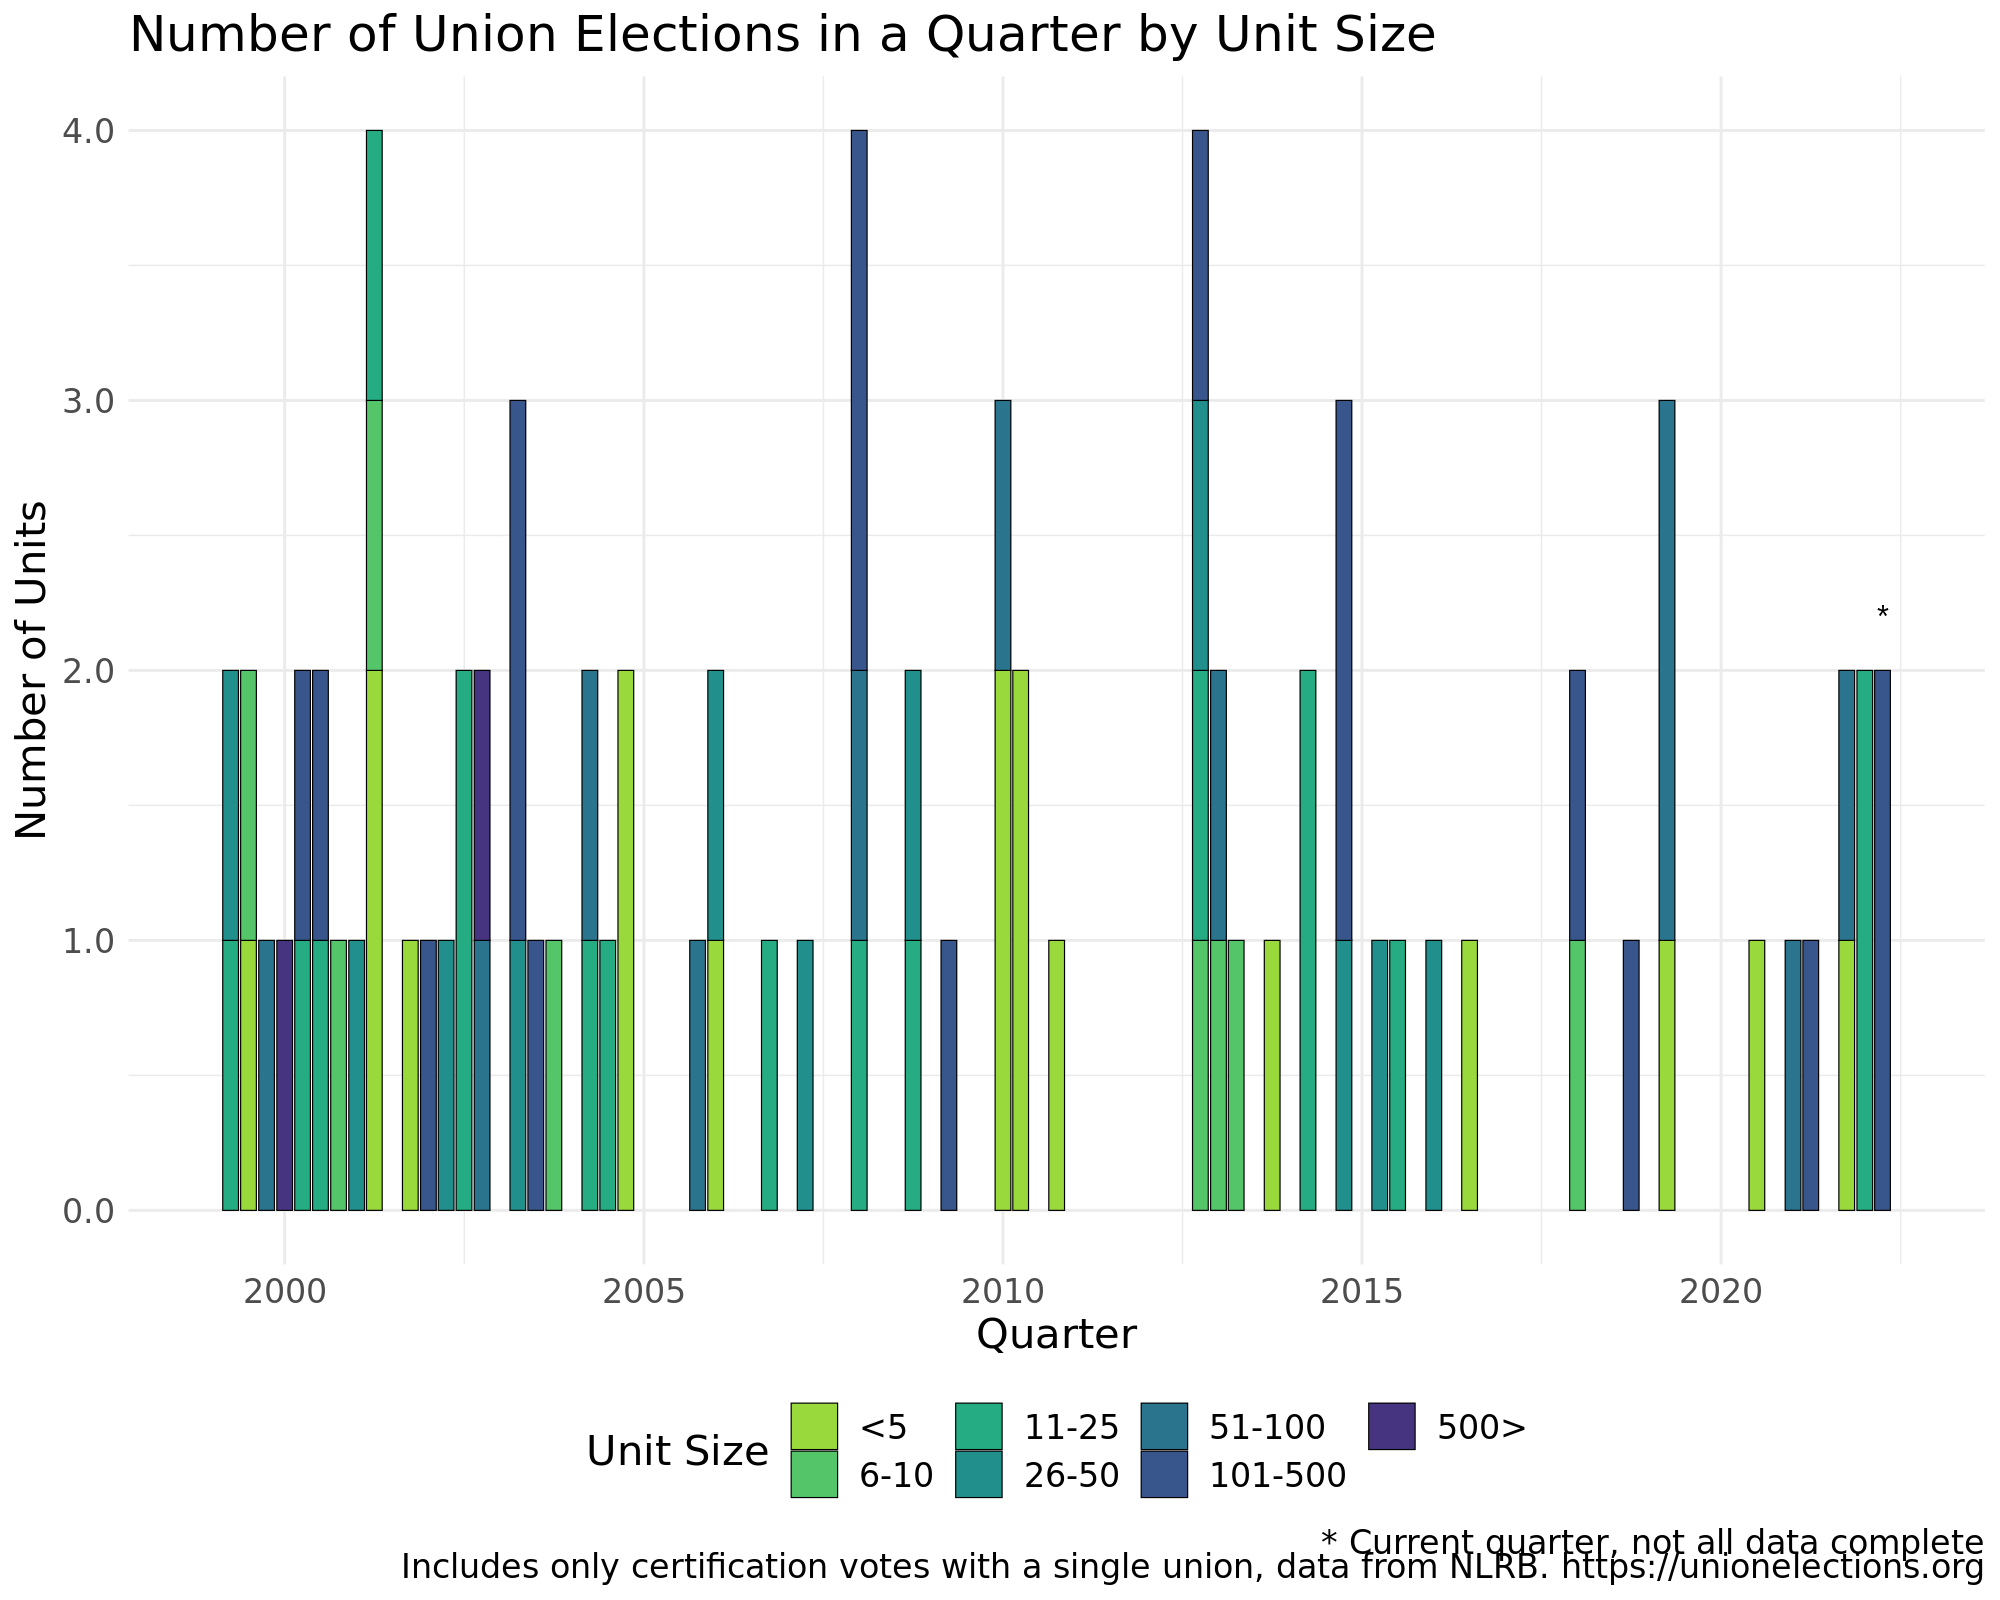 Number of Union Elections in a Quarter by Unit Size
Number of Units
4.0
3.0
2.0
1.0
0.0
*
2000 2005 2010 2015 2020
Quarter
Unit Size
<5 11-25 51-100 500>
6-10 26-50 101-500
* Current quarter, not all data complete
Includes only certification votes with a single union, data from NLRB. https://unionelections.org